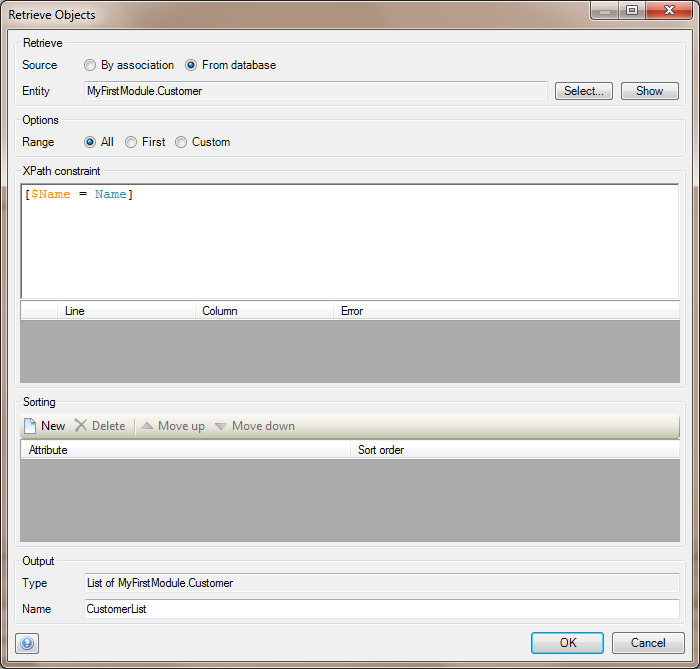 Retrieve Objects
Retrieve
Source By association From database
Entity MyFirstModule.Customer Select... Show
Options
Range All First Custom
XPath constraint
[$Name = Name]
Line Column Error
Sorting
New Delete Move up Move down
Attribute Sort order
Output
Type List of MyFirstModule.Customer
Name CustomerList
? OK Cancel